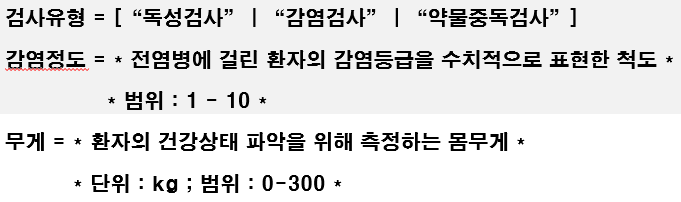 검사유형 = [ “독성검사” | “감염검사” | “약물중독검사” ]
감염정도 = * 전염병에 걸린 환자의 감염등급을 수치적으로 표현한 척도 *
* 범위 : 1 - 10 *
무게 = * 환자의 건강상태 파악을 위해 측정하는 몸무게 *
* 단위 : kg ; 범위 : 0-300 *